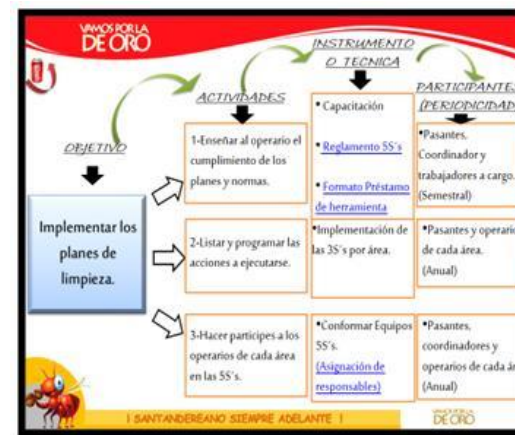 VAMOS POR LA
DE ORO
INSTRUMENTO
O TECNICA
PARTICIPANTES
(PERIODICIDAD
ACTIVIDADES
OBJETIVO
Implementar los
planes de
limpieza.
1-Enseñar al operario el
cumplimiento de los
planes y normas.
▪Capacitación
▪Reglamento 5S´s
▪Formato Préstamo
de herramienta
▪Pasantes,
Coordinador y
trabajadores a cargo.
(Semestral)
2-Listar y programar las
acciones a ejecutarse.
▪Implementación de
las 3S´s por área.
▪Pasantes y operario
de cada área.
(Anual)
3-Hacer participes a los
operarios de cada área
en las 5S´s.
▪Conformar Equipos
5S´s.
(Asignación de
responsables)
▪Pasantes,
coordinadores y
operarios de cada ár
(Anual)
! SANTANDEREANO SIEMPRE ADELANTE !
DE ORO